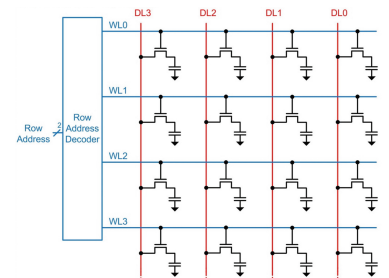 DL3 DL2 DL1 DL0
WL0
WL1
Row
Address
2
Row
Address
Decoder
WL2
WL3